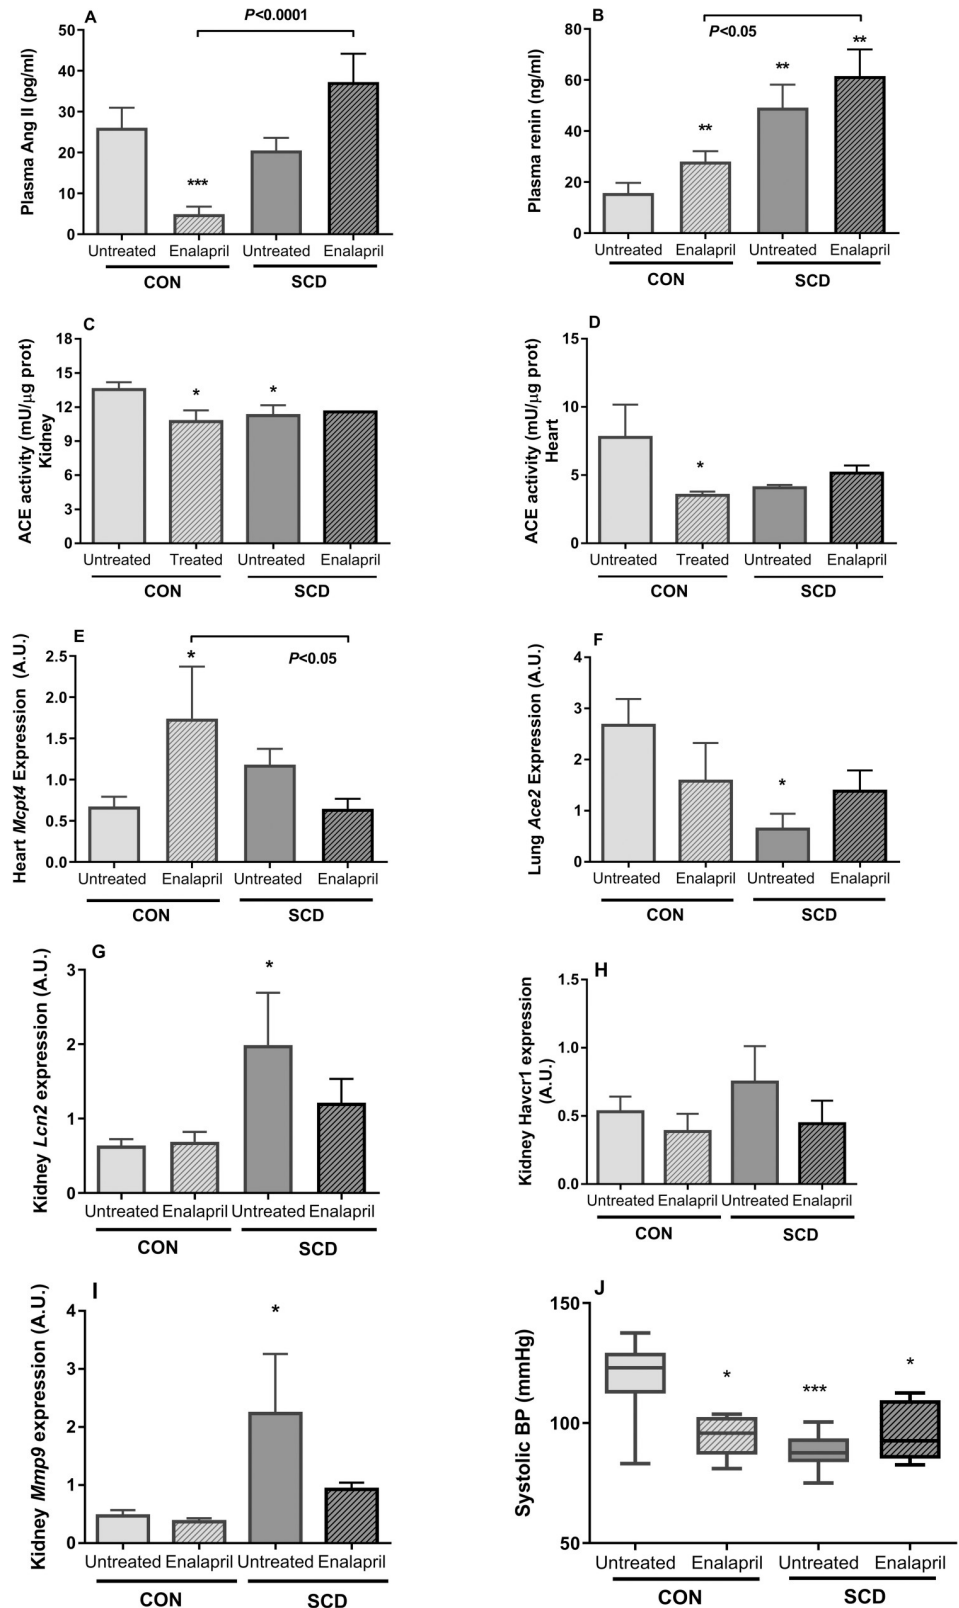 A
P<0.0001
Plasma Ang II (pg/ml)
50
40
30
20
10
0
***
Untreated Enalapril Untreated Enalapril
CON SCD
B
P<0.05
Plasma renin (ng/ml)
80
60
40
20
0
** ** **
Untreated Enalapril Untreated Enalapril
CON SCD
C
ACE activity (mU/μg prot)
Kidney
18
15
12
9
6
3
0
* *
Untreated Treated Untreated Enalapril
CON SCD
D
ACE activity (mU/μg prot)
Heart
15
10
5
0
*
Untreated Treated Untreated Enalapril
CON SCD
E
P<0.05
Heart Mcpt4 Expression (A.U.)
2.5
2.0
1.5
1.0
0.5
0.0
*
Untreated Enalapril Untreated Enalapril
CON SCD
F
Lung Ace2 Expression (A.U.)
4
3
2
1
0
*
Untreated Enalapril Untreated Enalapril
CON SCD
G
Kidney Lcn2 expression (A.U.)
3
2
1
0
*
Untreated Enalapril Untreated Enalapril
CON SCD
H
Kidney Havcr1 expression
(A.U.)
1.5
1.0
0.5
0.0
Untreated Enalapril Untreated Enalapril
CON SCD
I
Kidney Mmp9 expression (A.U.)
4
3
2
1
0
*
Untreated Enalapril Untreated Enalapril
CON SCD
J
Systolic BP (mmHg)
150
100
50
* *** *
Untreated Enalapril Untreated Enalapril
CON SCD